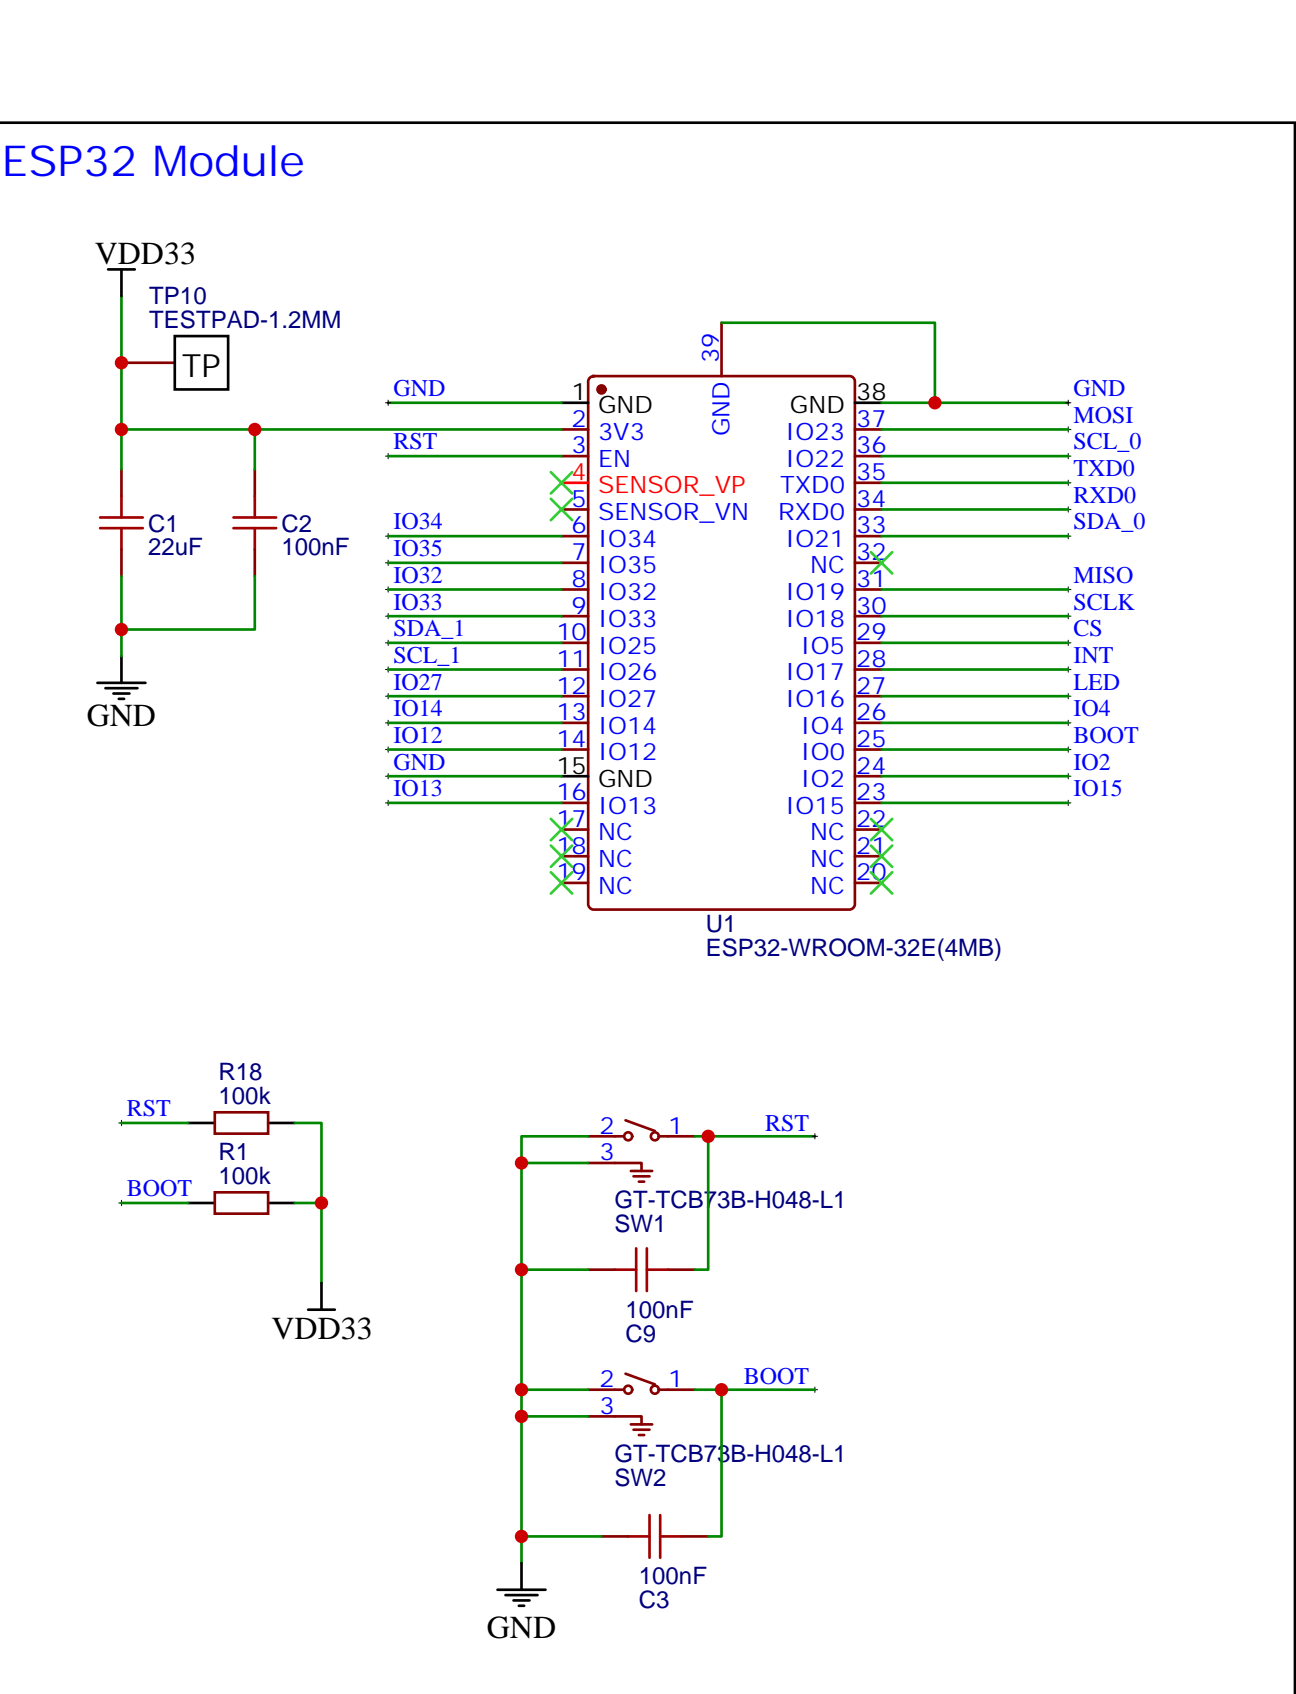 ESP32 Module
VDD33
TP10
TESTPAD-1.2MM
TP
C1
22uF
C2
100nF
GND
39
GND
GND 1 GND
2 3V3
RST 3 EN
4 SENSOR_VP
5 SENSOR_VN
IO34 6 IO34
IO35 7 IO35
IO32 8 IO32
IO33 9 IO33
SDA_1 10 IO25
SCL_1 11 IO26
IO27 12 IO27
IO14 13 IO14
IO12 14 IO12
GND 15 GND
IO13 16 IO13
17 NC
18 NC
19 NC
GND 38 GND
IO23 37 MOSI
IO22 36 SCL_0
TXD0 35 TXD0
RXD0 34 RXD0
IO21 33 SDA_0
NC 32
IO19 31 MISO
IO18 30 SCLK
IO5 29 CS
IO17 28 INT
IO16 27 LED
IO4 26 IO4
IO0 25 BOOT
IO2 24 IO2
IO15 23 IO15
NC 22
NC 21
NC 20
U1
ESP32-WROOM-32E(4MB)
R18
100k
RST
R1
100k
BOOT
VDD33
2 1 RST
3
GT-TCB73B-H048-L1
SW1
100nF
C9
2 1 BOOT
3
GT-TCB73B-H048-L1
SW2
100nF
C3
GND